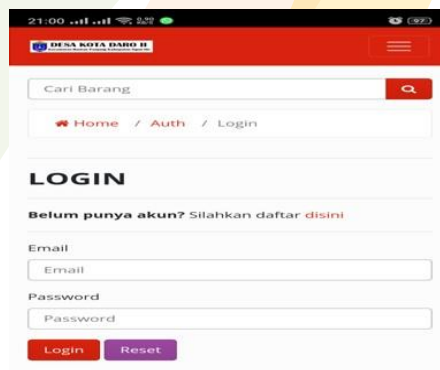 21:00
97
DESA KOTA DARO II
Cari Barang
Home / Auth / Login
LOGIN
Belum punya akun? Silahkan daftar disini
Email
Email
Password
Password
Login Reset